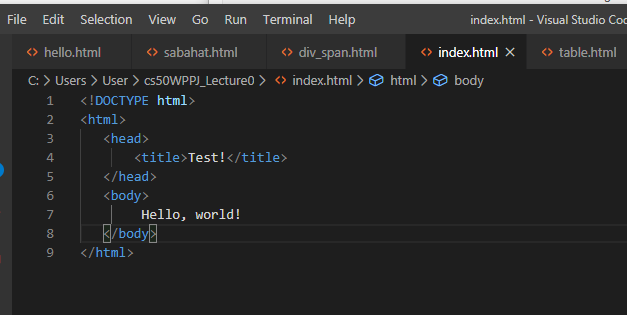 File Edit Selection View Go Run Terminal Help index.html - Visual Studio Cod
hello.html sabahat.html div_span.html index.html table.html
C: > Users > User > cs50WPPJ_Lecture0 > index.html > html > body
1 <!DOCTYPE html>
2 <html>
3 <head>
4 <title>Test!</title>
5 </head>
6 <body>
7 Hello, world!
8 </body>
9 </html>